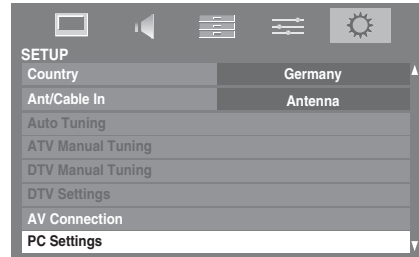 SETUP
Country Germany
Ant/Cable In Antenna
Auto Tuning
ATV Manual Tuning
DTV Manual Tuning
DTV Settings
AV Connection
PC Settings